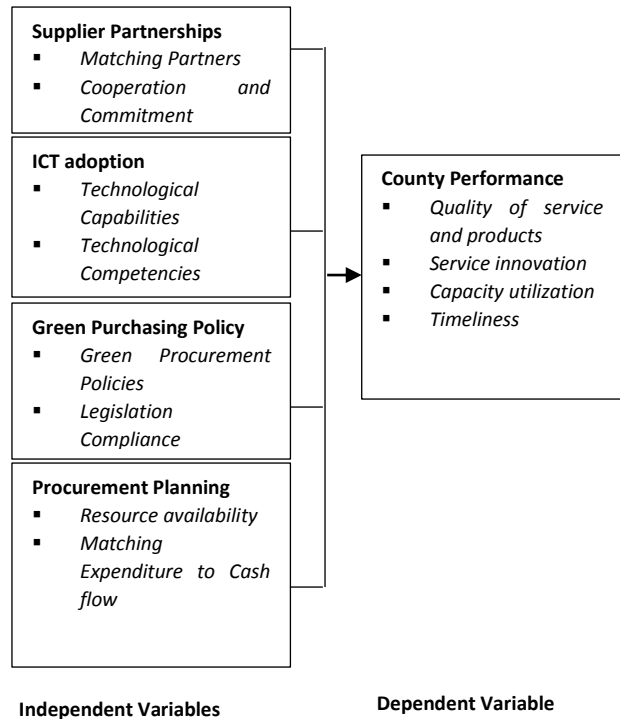 Supplier Partnerships
▪ Matching Partners
▪ Cooperation and
Commitment
ICT adoption
▪ Technological
Capabilities
▪ Technological
Competencies
Green Purchasing Policy
▪ Green Procurement
Policies
▪ Legislation
Compliance
Procurement Planning
▪ Resource availability
▪ Matching
Expenditure to Cash
flow
Independent Variables
County Performance
▪ Quality of service
and products
▪ Service innovation
▪ Capacity utilization
▪ Timeliness
Dependent Variable